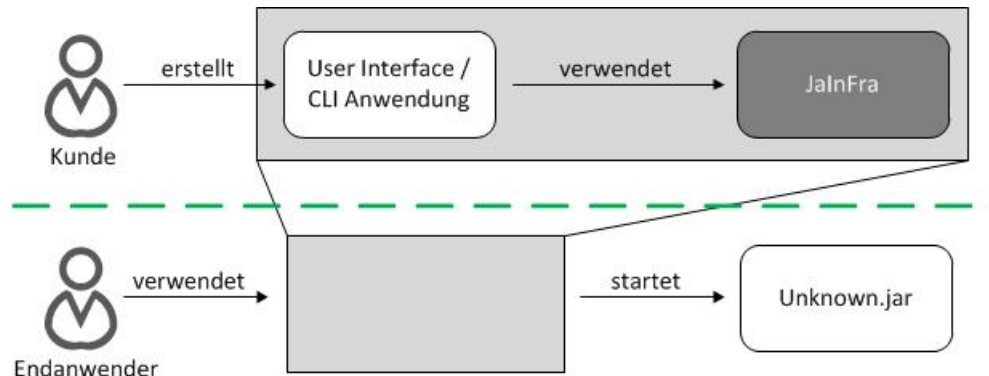 erstellt
User Interface /
CLI Anwendung
verwendet
JaInFra
Kunde
verwendet
startet
Unknown.jar
Endanwender